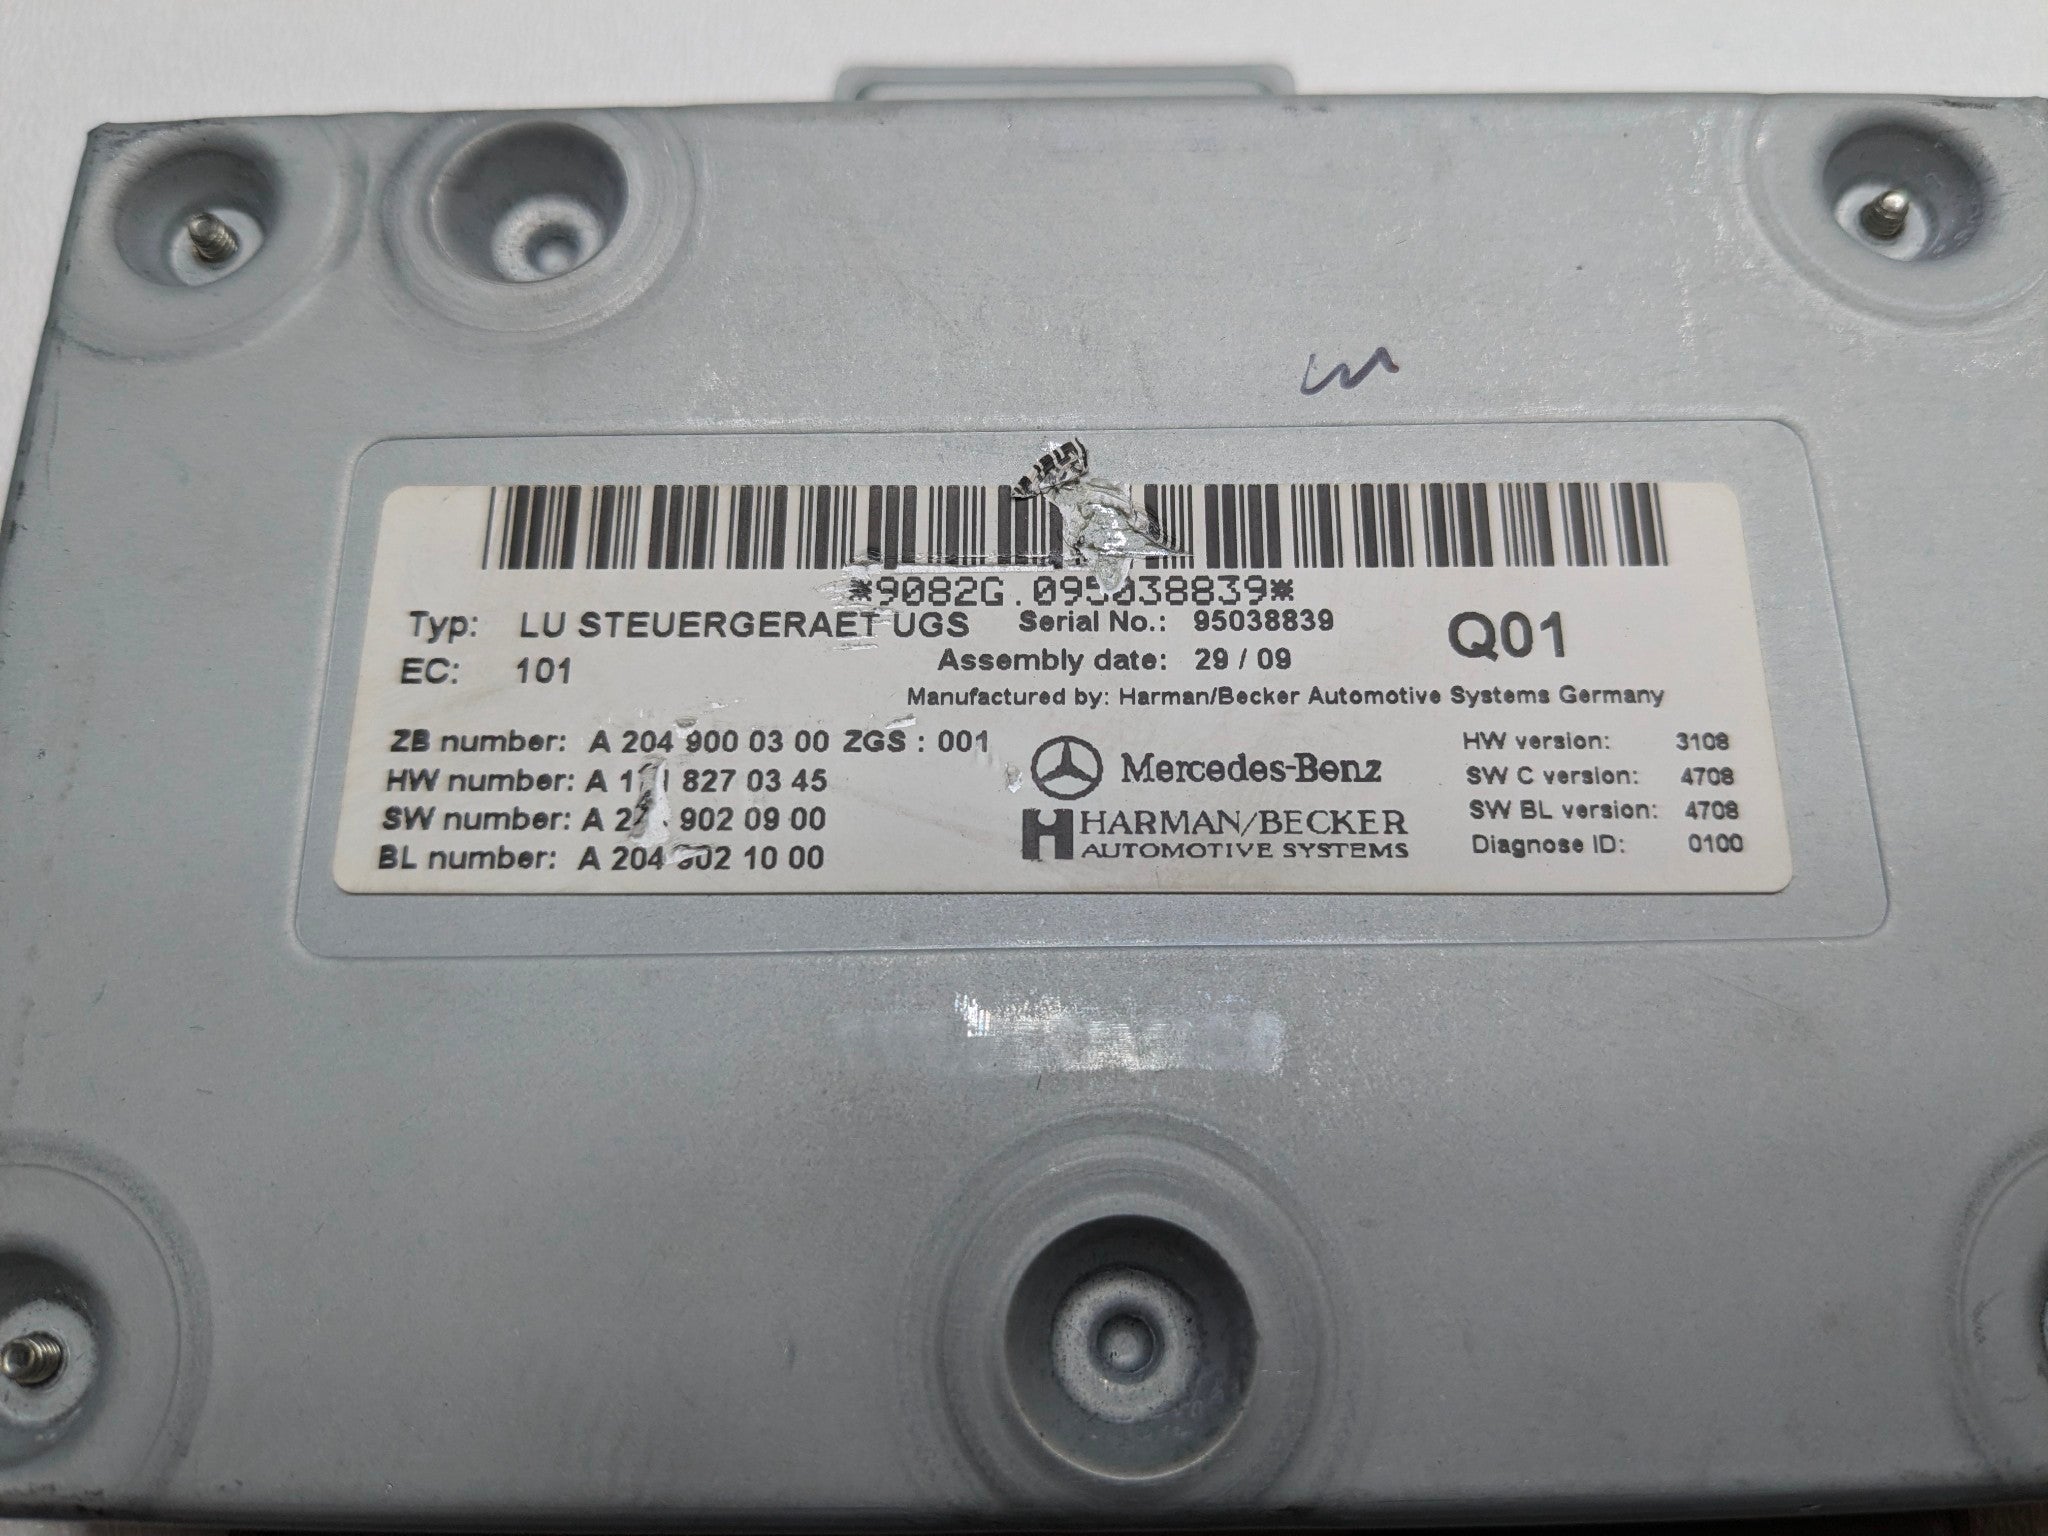 *9082G.095038839*
Typ: LU STEUERGERAET UGS Serial No.: 95038839 Q01
EC: 101 Assembly date: 29 / 09
Manufactured by: Harman/Becker Automotive Systems Germany
ZB number: A 204 900 03 00 ZGS : 001
HW number: A 827 03 45
SW number: A 902 09 00
BL number: A 204 902 10 00
Mercedes-Benz
HARMAN/BECKER
AUTOMOTIVE SYSTEMS
HW version: 3108
SW C version: 4708
SW BL version: 4708
Diagnose ID: 0100